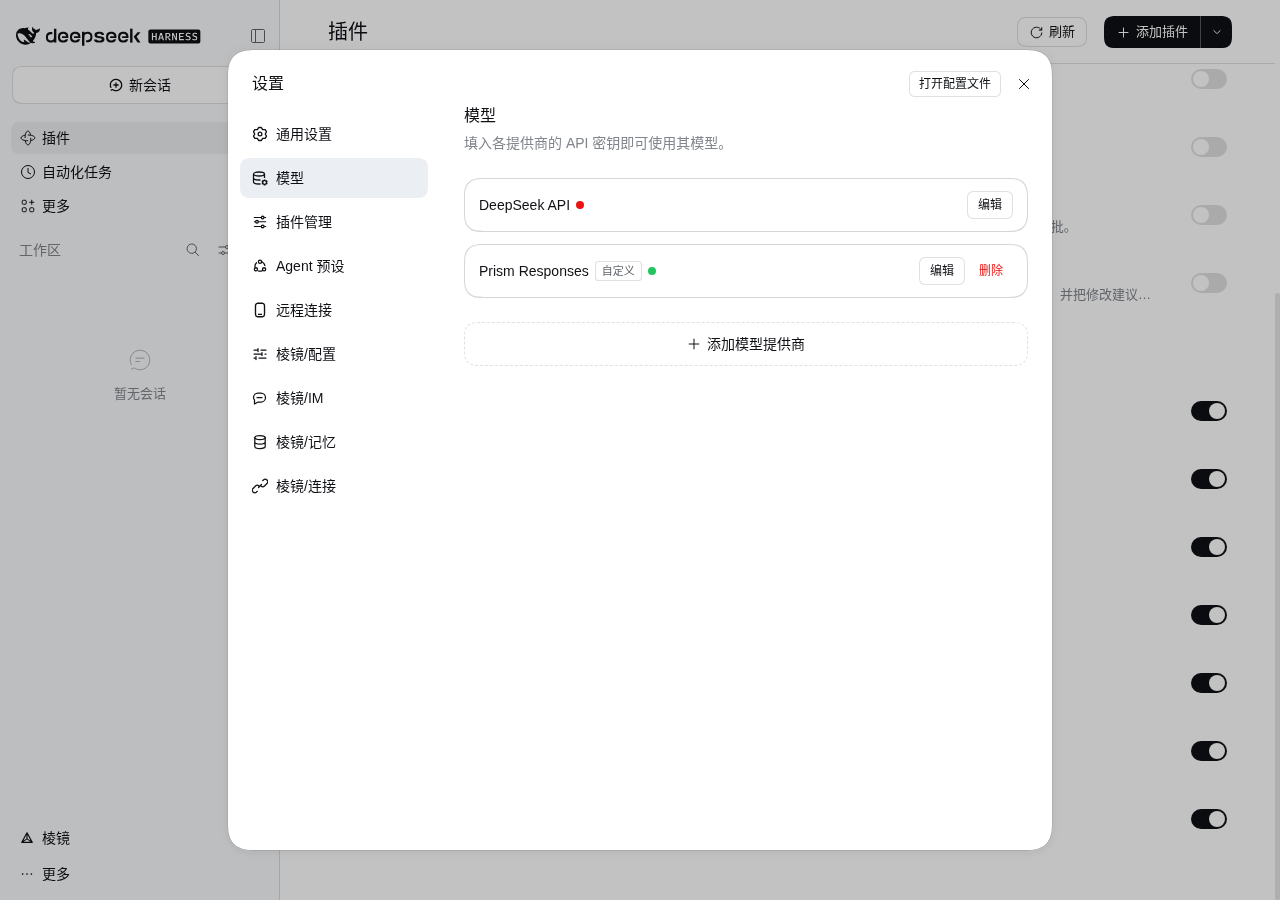 deepseek HARNESS
新会话
插件
自动化任务
更多
工作区
暂无会话
棱镜
更多
插件
刷新
添加插件
批。
并把修改建议…
设置
打开配置文件
通用设置
模型
插件管理
Agent 预设
远程连接
棱镜/配置
棱镜/IM
棱镜/记忆
棱镜/连接
模型
填入各提供商的 API 密钥即可使用其模型。
DeepSeek API
编辑
Prism Responses 自定义
编辑 删除
添加模型提供商